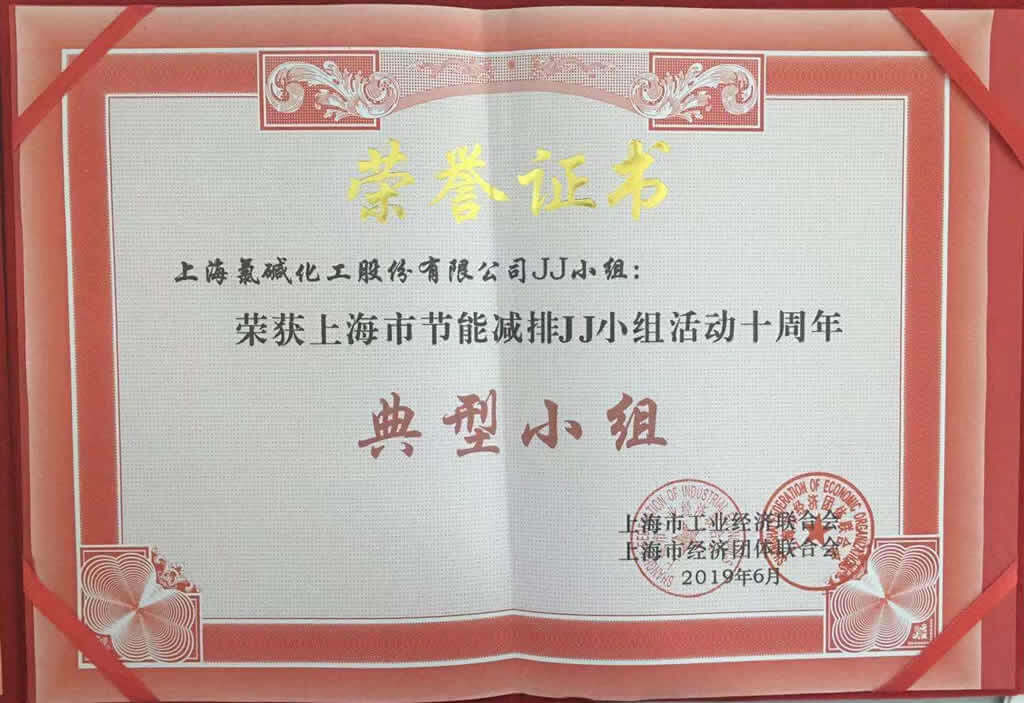 荣誉证书
上海氯碱化工股份有限公司JJ小组：
荣获上海市节能减排JJ小组活动十周年
典型小组
上海市工业经济联合会
上海市经济团体联合会
2019年6月